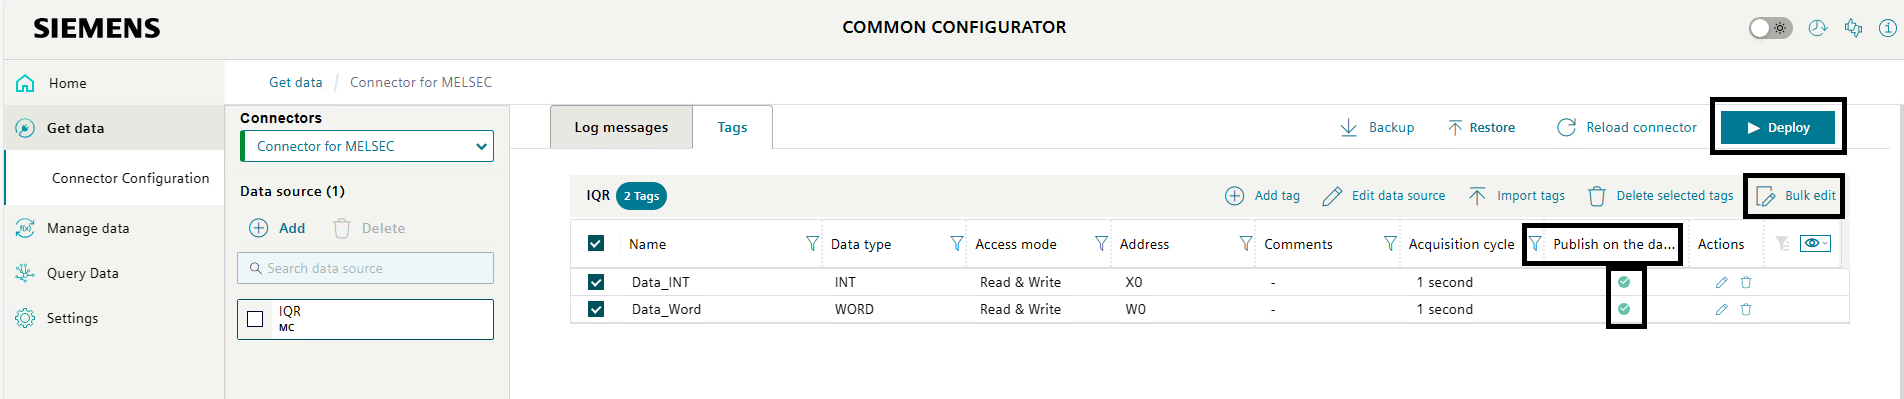 SIEMENS
COMMON CONFIGURATOR
Home
Get data
Connector Configuration
Manage data
Query Data
Settings
Get data / Connector for MELSEC
Connectors
Connector for MELSEC
Data source (1)
Add Delete
Search data source
IQR
MC
Log messages Tags
Backup Restore Reload connector Deploy
IQR 2 Tags Add tag Edit data source Import tags Delete selected tags Bulk edit
Name Data type Access mode Address Comments Acquisition cycle Publish on the da... Actions
Data_INT INT Read & Write X0 - 1 second
Data_Word WORD Read & Write W0 - 1 second